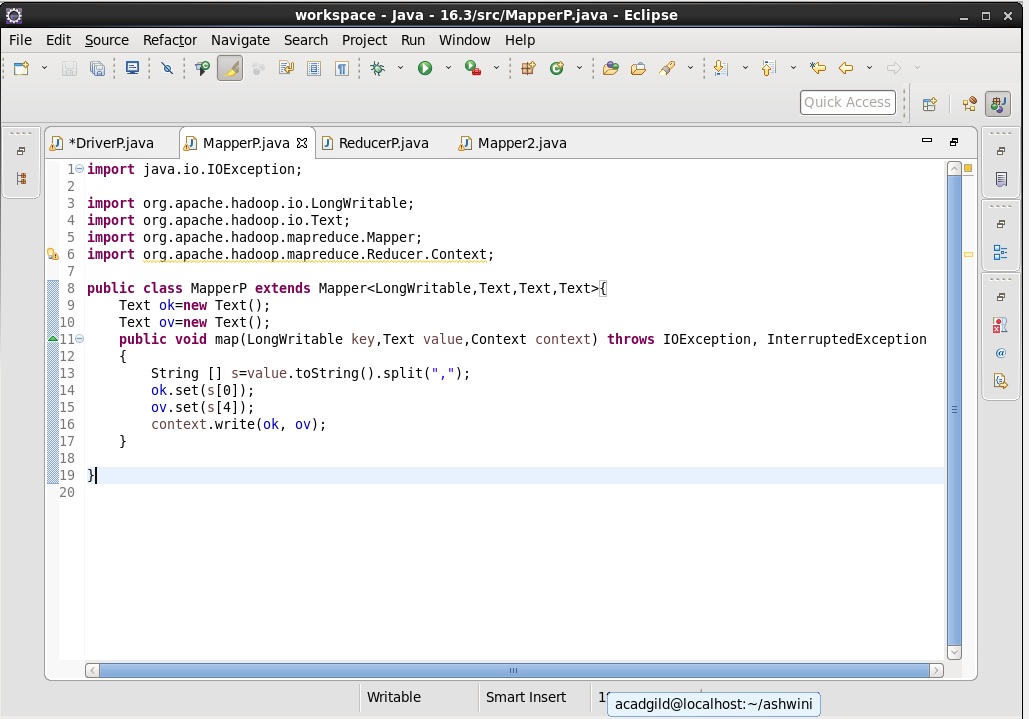 workspace - Java - 16.3/src/MapperP.java - Eclipse
File Edit Source Refactor Navigate Search Project Run Window Help
Quick Access
*DriverP.java MapperP.java ReducerP.java Mapper2.java
1 import java.io.IOException;
2
3 import org.apache.hadoop.io.LongWritable;
4 import org.apache.hadoop.io.Text;
5 import org.apache.hadoop.mapreduce.Mapper;
6 import org.apache.hadoop.mapreduce.Reducer.Context;
7
8 public class MapperP extends Mapper<LongWritable,Text,Text,Text>{
9 Text ok=new Text();
10 Text ov=new Text();
11 public void map(LongWritable key,Text value,Context context) throws IOException, InterruptedException
12 {
13 String [] s=value.toString().split(",");
14 ok.set(s[0]);
15 ov.set(s[4]);
16 context.write(ok, ov);
17 }
18
19 }
20
Writable Smart Insert
acadgild@localhost:~/ashwini